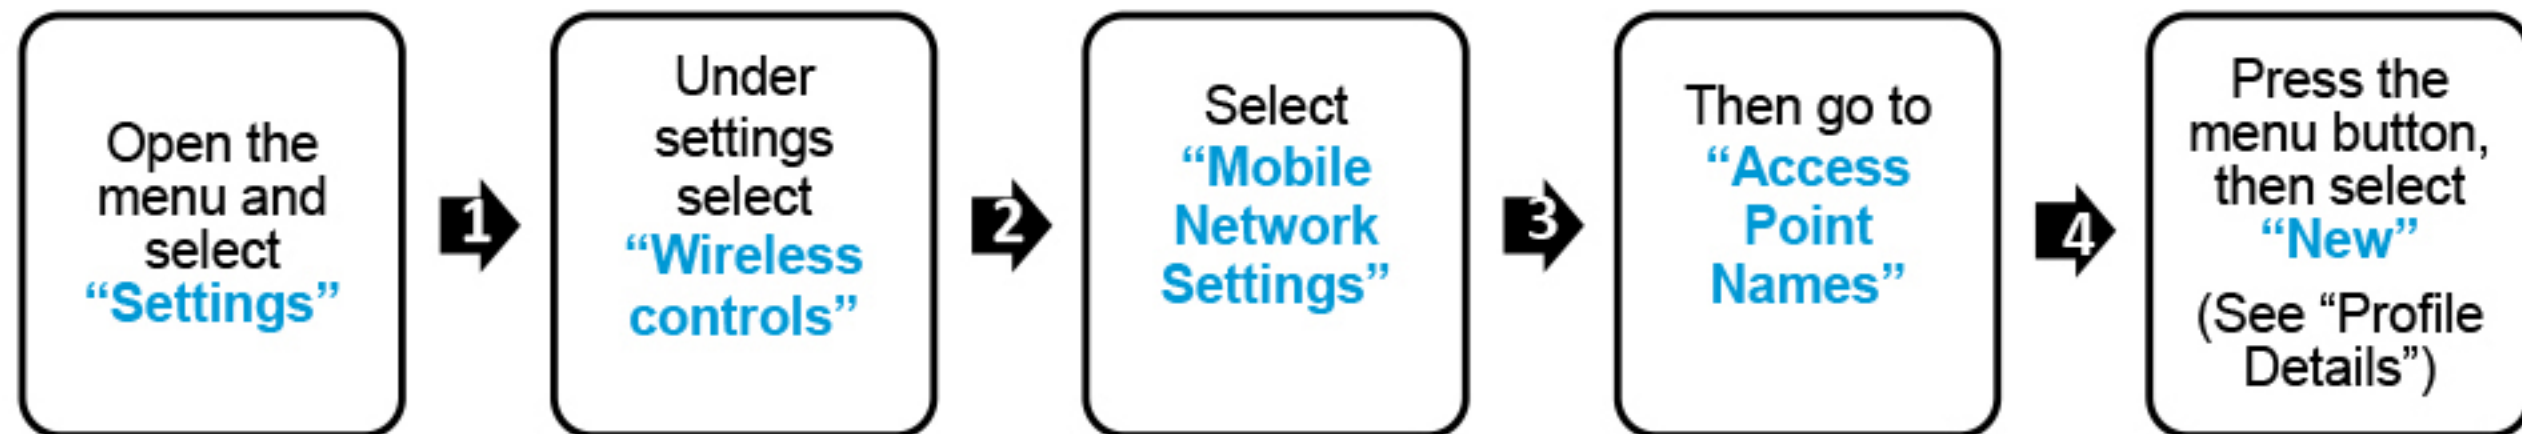 Open the
menu and
select
“Settings”
1
Under
settings
select
“Wireless
controls”
2
Select
“Mobile
Network
Settings”
3
Then go to
“Access
Point
Names”
4
Press the
menu button,
then select
“New”
(See “Profile
Details”)